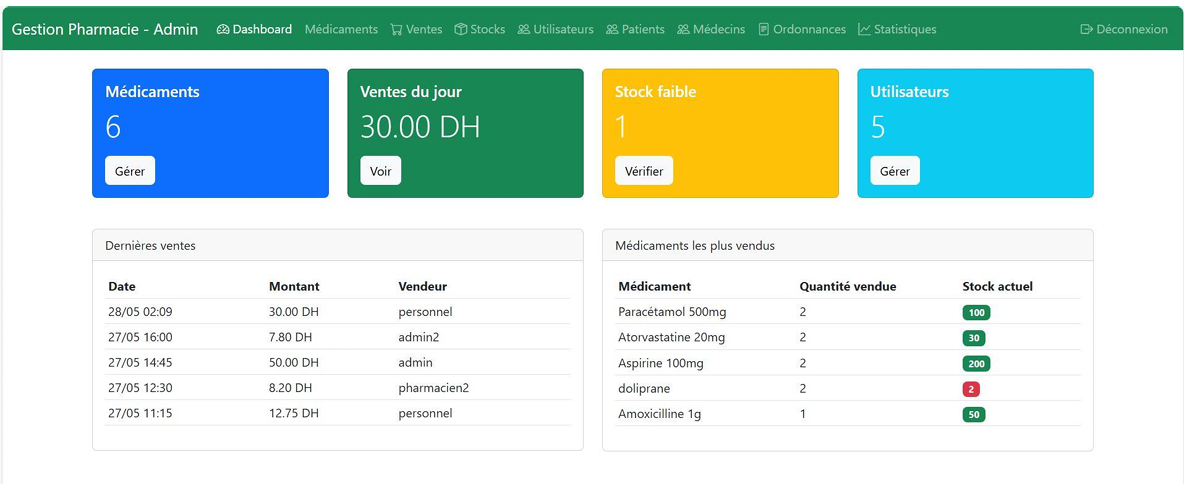 Gestion Pharmacie - Admin Dashboard Médicaments Ventes Stocks Utilisateurs Patients Médecins Ordonnances Statistiques Déconnexion
Médicaments Ventes du jour Stock faible Utilisateurs
6 30.00 DH 1 5
Gérer Voir Vérifier Gérer
Dernières ventes
Date Montant Vendeur
28/05 02:09 30.00 DH personnel
27/05 16:00 7.80 DH admin2
27/05 14:45 50.00 DH admin
27/05 12:30 8.20 DH pharmacien2
27/05 11:15 12.75 DH personnel
Médicaments les plus vendus
Médicament Quantité vendue Stock actuel
Paracétamol 500mg 2 100
Atorvastatine 20mg 2 30
Aspirine 100mg 2 200
doliprane 2 2
Amoxicilline 1g 1 50